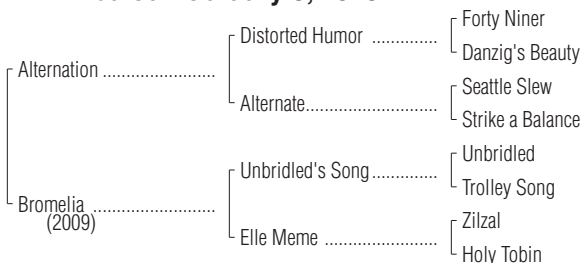 Distorted Humor ..............
Forty Niner
Danzig's Beauty
Alternation ........................
Alternate............................
Seattle Slew
Strike a Balance
Unbridled's Song..............
Unbridled
Trolley Song
Bromelia ..........................
(2009)
Elle Meme ........................
Zilzal
Holy Tobin